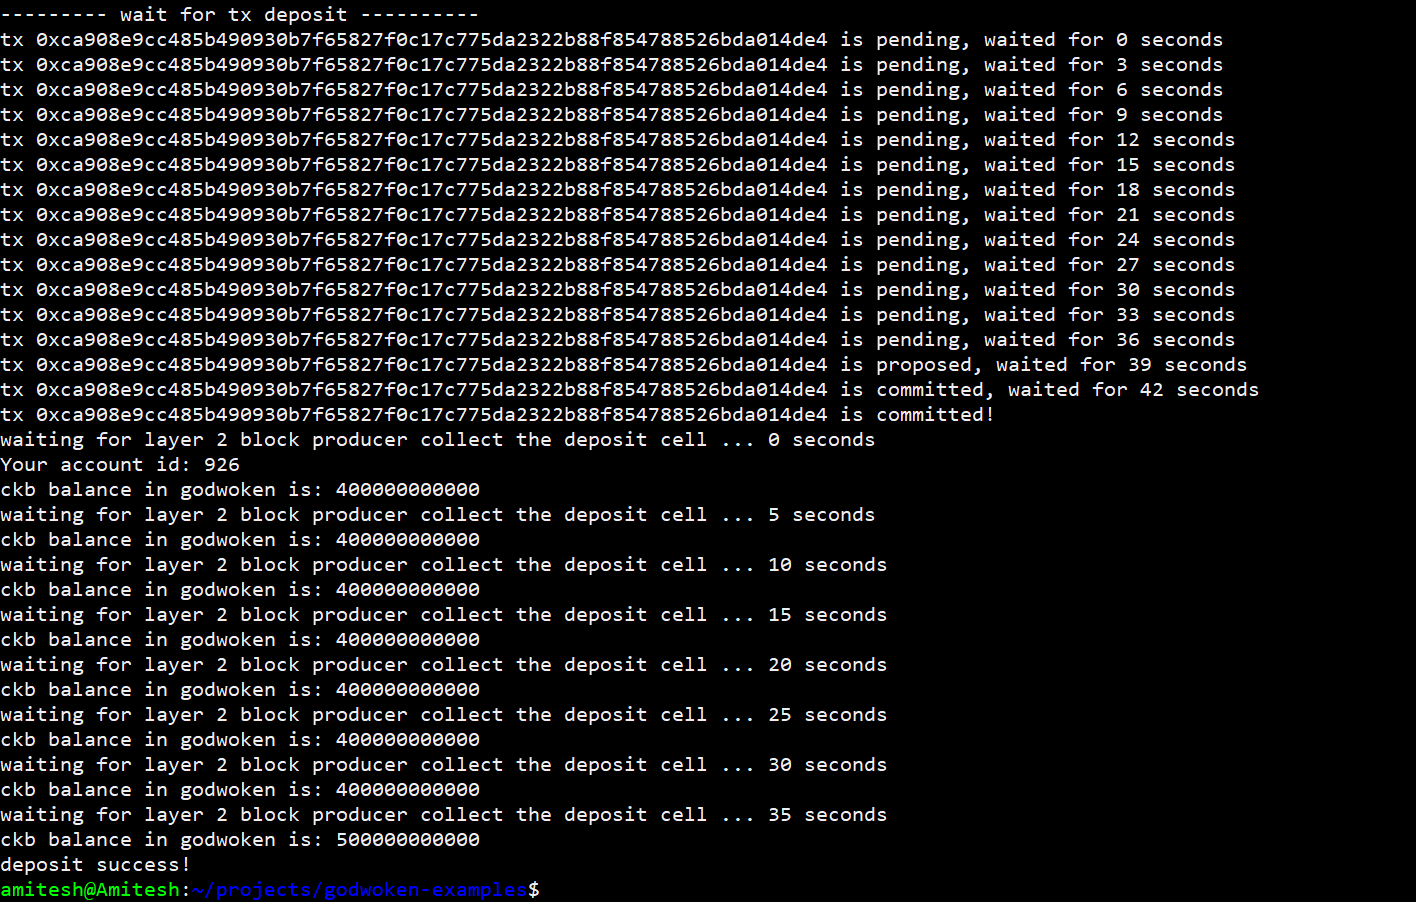 --------- wait for tx deposit ----------
tx 0xca908e9cc485b490930b7f65827f0c17c775da2322b88f854788526bda014de4 is pending, waited for 0 seconds
tx 0xca908e9cc485b490930b7f65827f0c17c775da2322b88f854788526bda014de4 is pending, waited for 3 seconds
tx 0xca908e9cc485b490930b7f65827f0c17c775da2322b88f854788526bda014de4 is pending, waited for 6 seconds
tx 0xca908e9cc485b490930b7f65827f0c17c775da2322b88f854788526bda014de4 is pending, waited for 9 seconds
tx 0xca908e9cc485b490930b7f65827f0c17c775da2322b88f854788526bda014de4 is pending, waited for 12 seconds
tx 0xca908e9cc485b490930b7f65827f0c17c775da2322b88f854788526bda014de4 is pending, waited for 15 seconds
tx 0xca908e9cc485b490930b7f65827f0c17c775da2322b88f854788526bda014de4 is pending, waited for 18 seconds
tx 0xca908e9cc485b490930b7f65827f0c17c775da2322b88f854788526bda014de4 is pending, waited for 21 seconds
tx 0xca908e9cc485b490930b7f65827f0c17c775da2322b88f854788526bda014de4 is pending, waited for 24 seconds
tx 0xca908e9cc485b490930b7f65827f0c17c775da2322b88f854788526bda014de4 is pending, waited for 27 seconds
tx 0xca908e9cc485b490930b7f65827f0c17c775da2322b88f854788526bda014de4 is pending, waited for 30 seconds
tx 0xca908e9cc485b490930b7f65827f0c17c775da2322b88f854788526bda014de4 is pending, waited for 33 seconds
tx 0xca908e9cc485b490930b7f65827f0c17c775da2322b88f854788526bda014de4 is pending, waited for 36 seconds
tx 0xca908e9cc485b490930b7f65827f0c17c775da2322b88f854788526bda014de4 is proposed, waited for 39 seconds
tx 0xca908e9cc485b490930b7f65827f0c17c775da2322b88f854788526bda014de4 is committed, waited for 42 seconds
tx 0xca908e9cc485b490930b7f65827f0c17c775da2322b88f854788526bda014de4 is committed!
waiting for layer 2 block producer collect the deposit cell ... 0 seconds
Your account id: 926
ckb balance in godwoken is: 400000000000
waiting for layer 2 block producer collect the deposit cell ... 5 seconds
ckb balance in godwoken is: 400000000000
waiting for layer 2 block producer collect the deposit cell ... 10 seconds
ckb balance in godwoken is: 400000000000
waiting for layer 2 block producer collect the deposit cell ... 15 seconds
ckb balance in godwoken is: 400000000000
waiting for layer 2 block producer collect the deposit cell ... 20 seconds
ckb balance in godwoken is: 400000000000
waiting for layer 2 block producer collect the deposit cell ... 25 seconds
ckb balance in godwoken is: 400000000000
waiting for layer 2 block producer collect the deposit cell ... 30 seconds
ckb balance in godwoken is: 400000000000
waiting for layer 2 block producer collect the deposit cell ... 35 seconds
ckb balance in godwoken is: 500000000000
deposit success!
amitesh@Amitesh:~/projects/godwoken-examples$